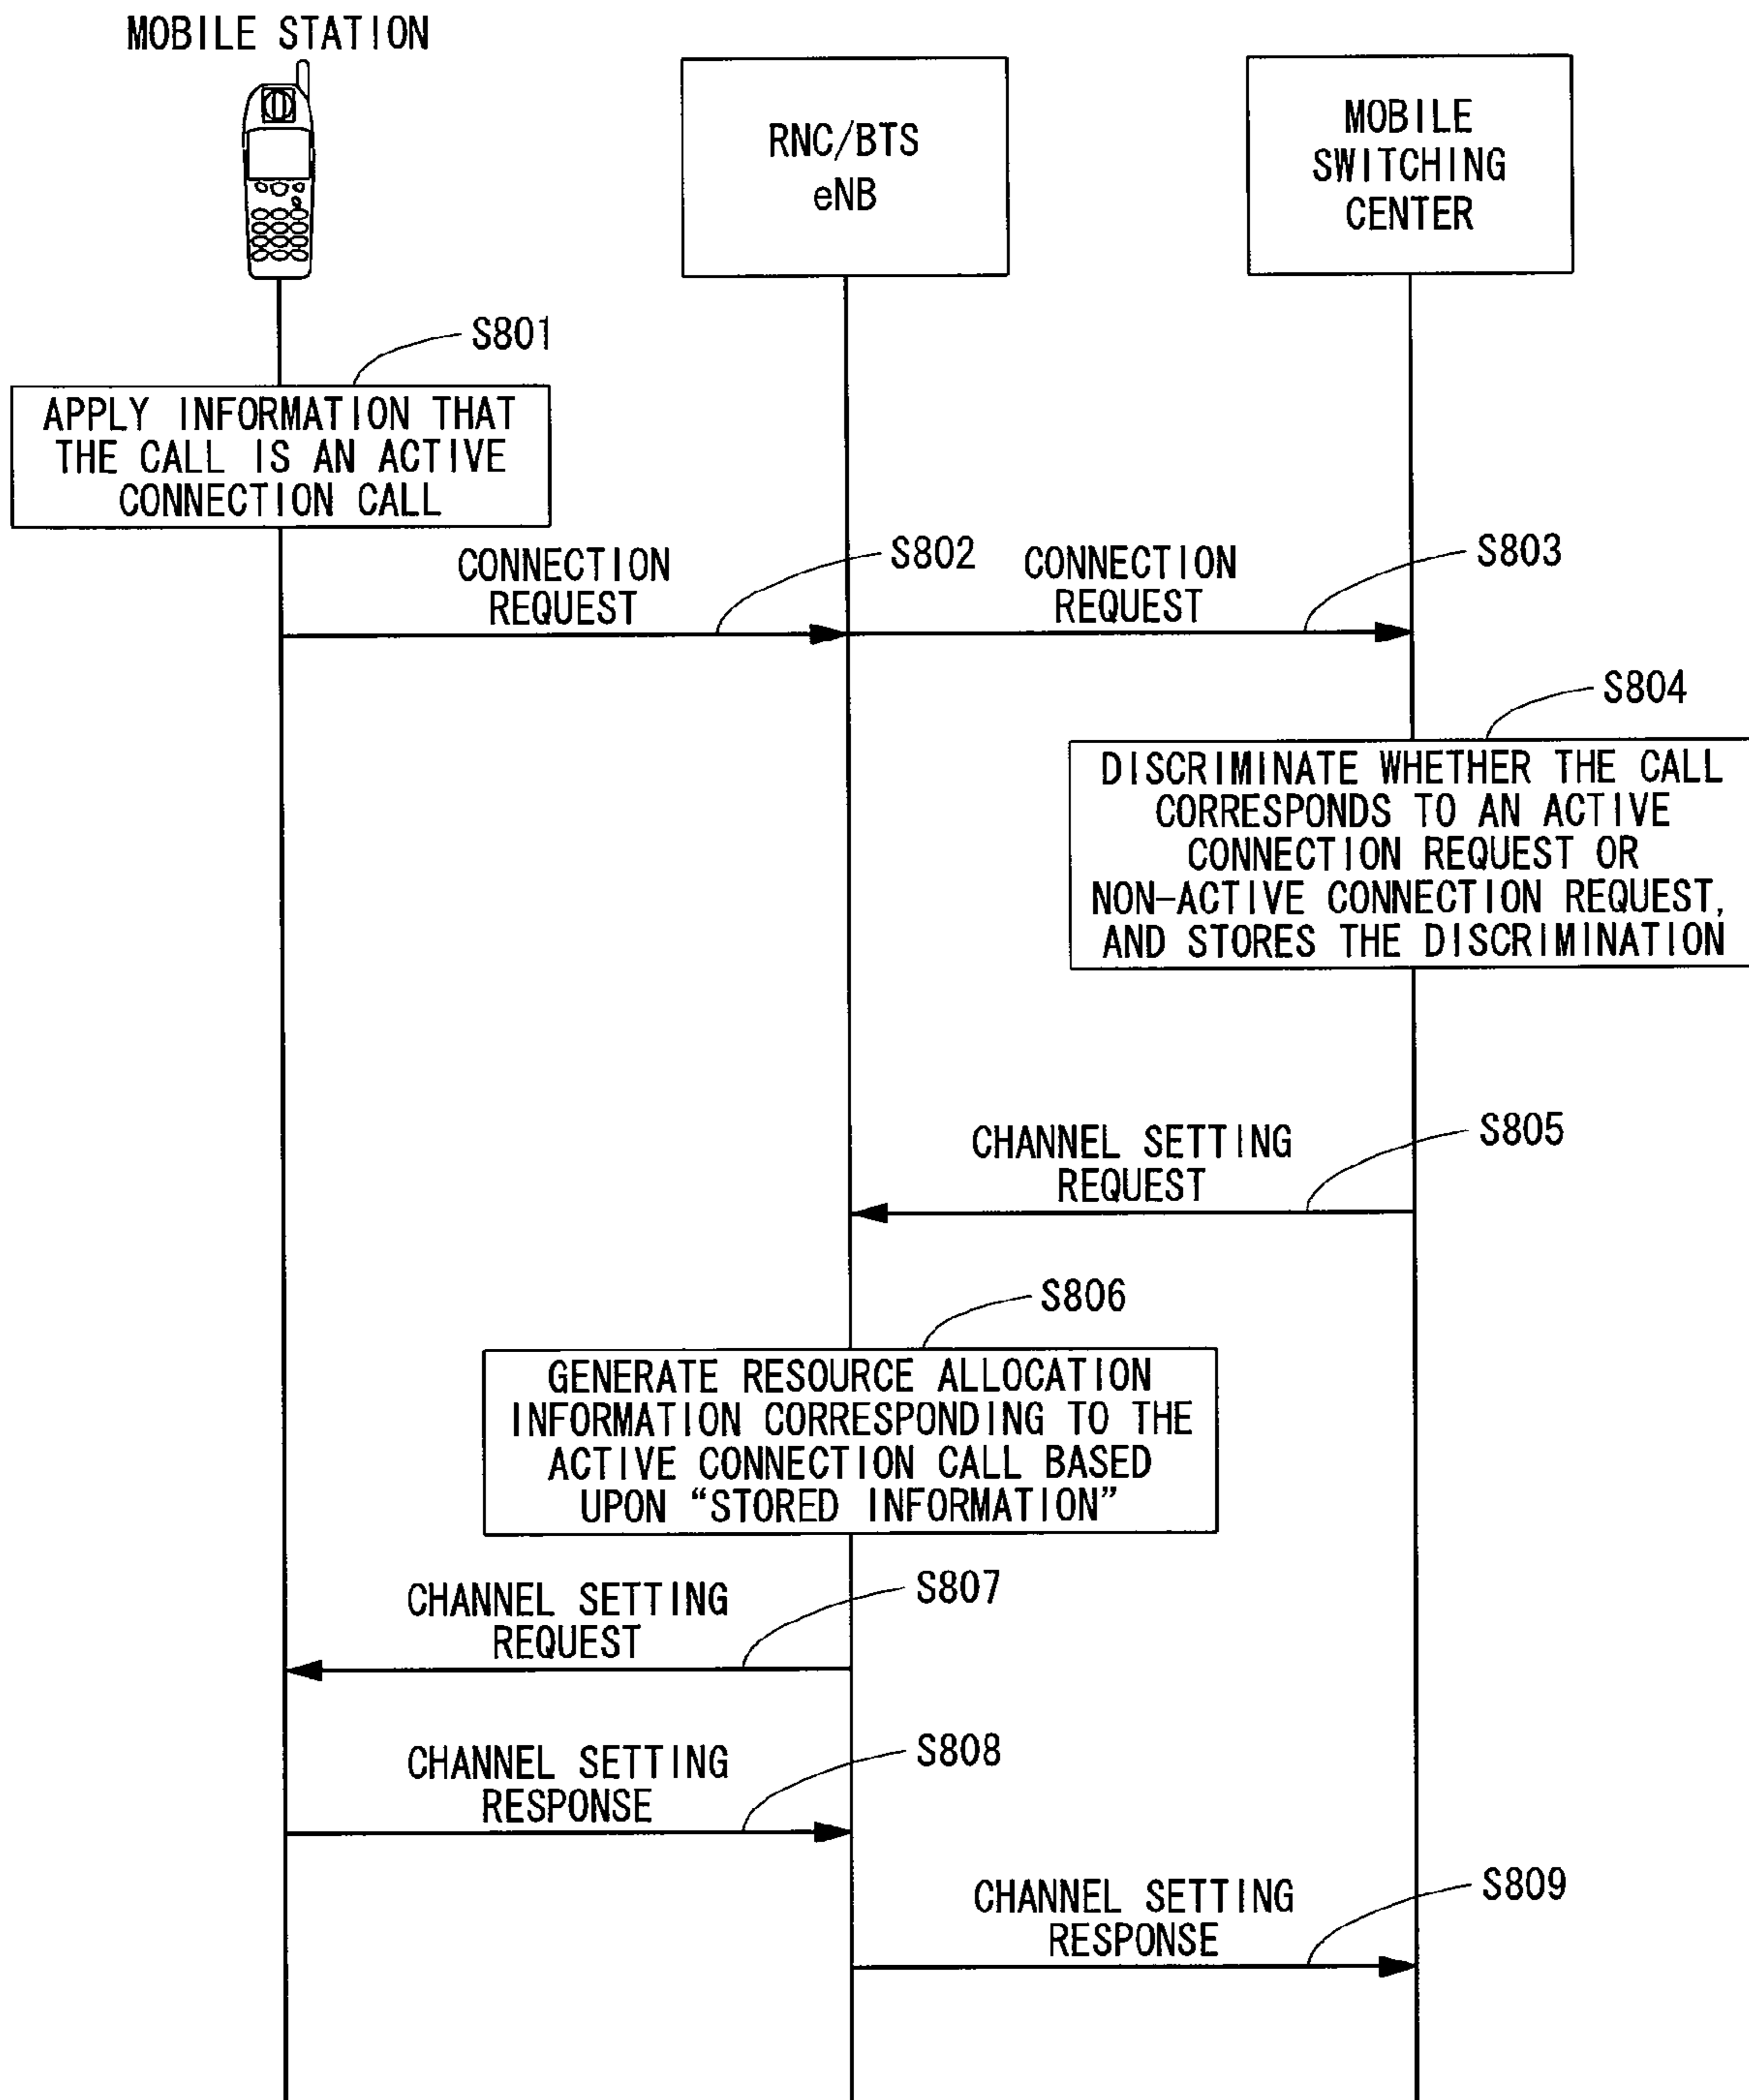 MOBILE STATION
RNC/BTS
eNB
MOBILE
SWITCHING
CENTER
S801
APPLY INFORMATION THAT
THE CALL IS AN ACTIVE
CONNECTION CALL
CONNECTION
REQUEST
S802
CONNECTION
REQUEST
S803
S804
DISCRIMINATE WHETHER THE CALL
CORRESPONDS TO AN ACTIVE
CONNECTION REQUEST OR
NON-ACTIVE CONNECTION REQUEST,
AND STORES THE DISCRIMINATION
CHANNEL SETTING
REQUEST
S805
S806
GENERATE RESOURCE ALLOCATION
INFORMATION CORRESPONDING TO THE
ACTIVE CONNECTION CALL BASED
UPON “STORED INFORMATION”
CHANNEL SETTING
REQUEST
S807
CHANNEL SETTING
RESPONSE
S808
CHANNEL SETTING
RESPONSE
S809